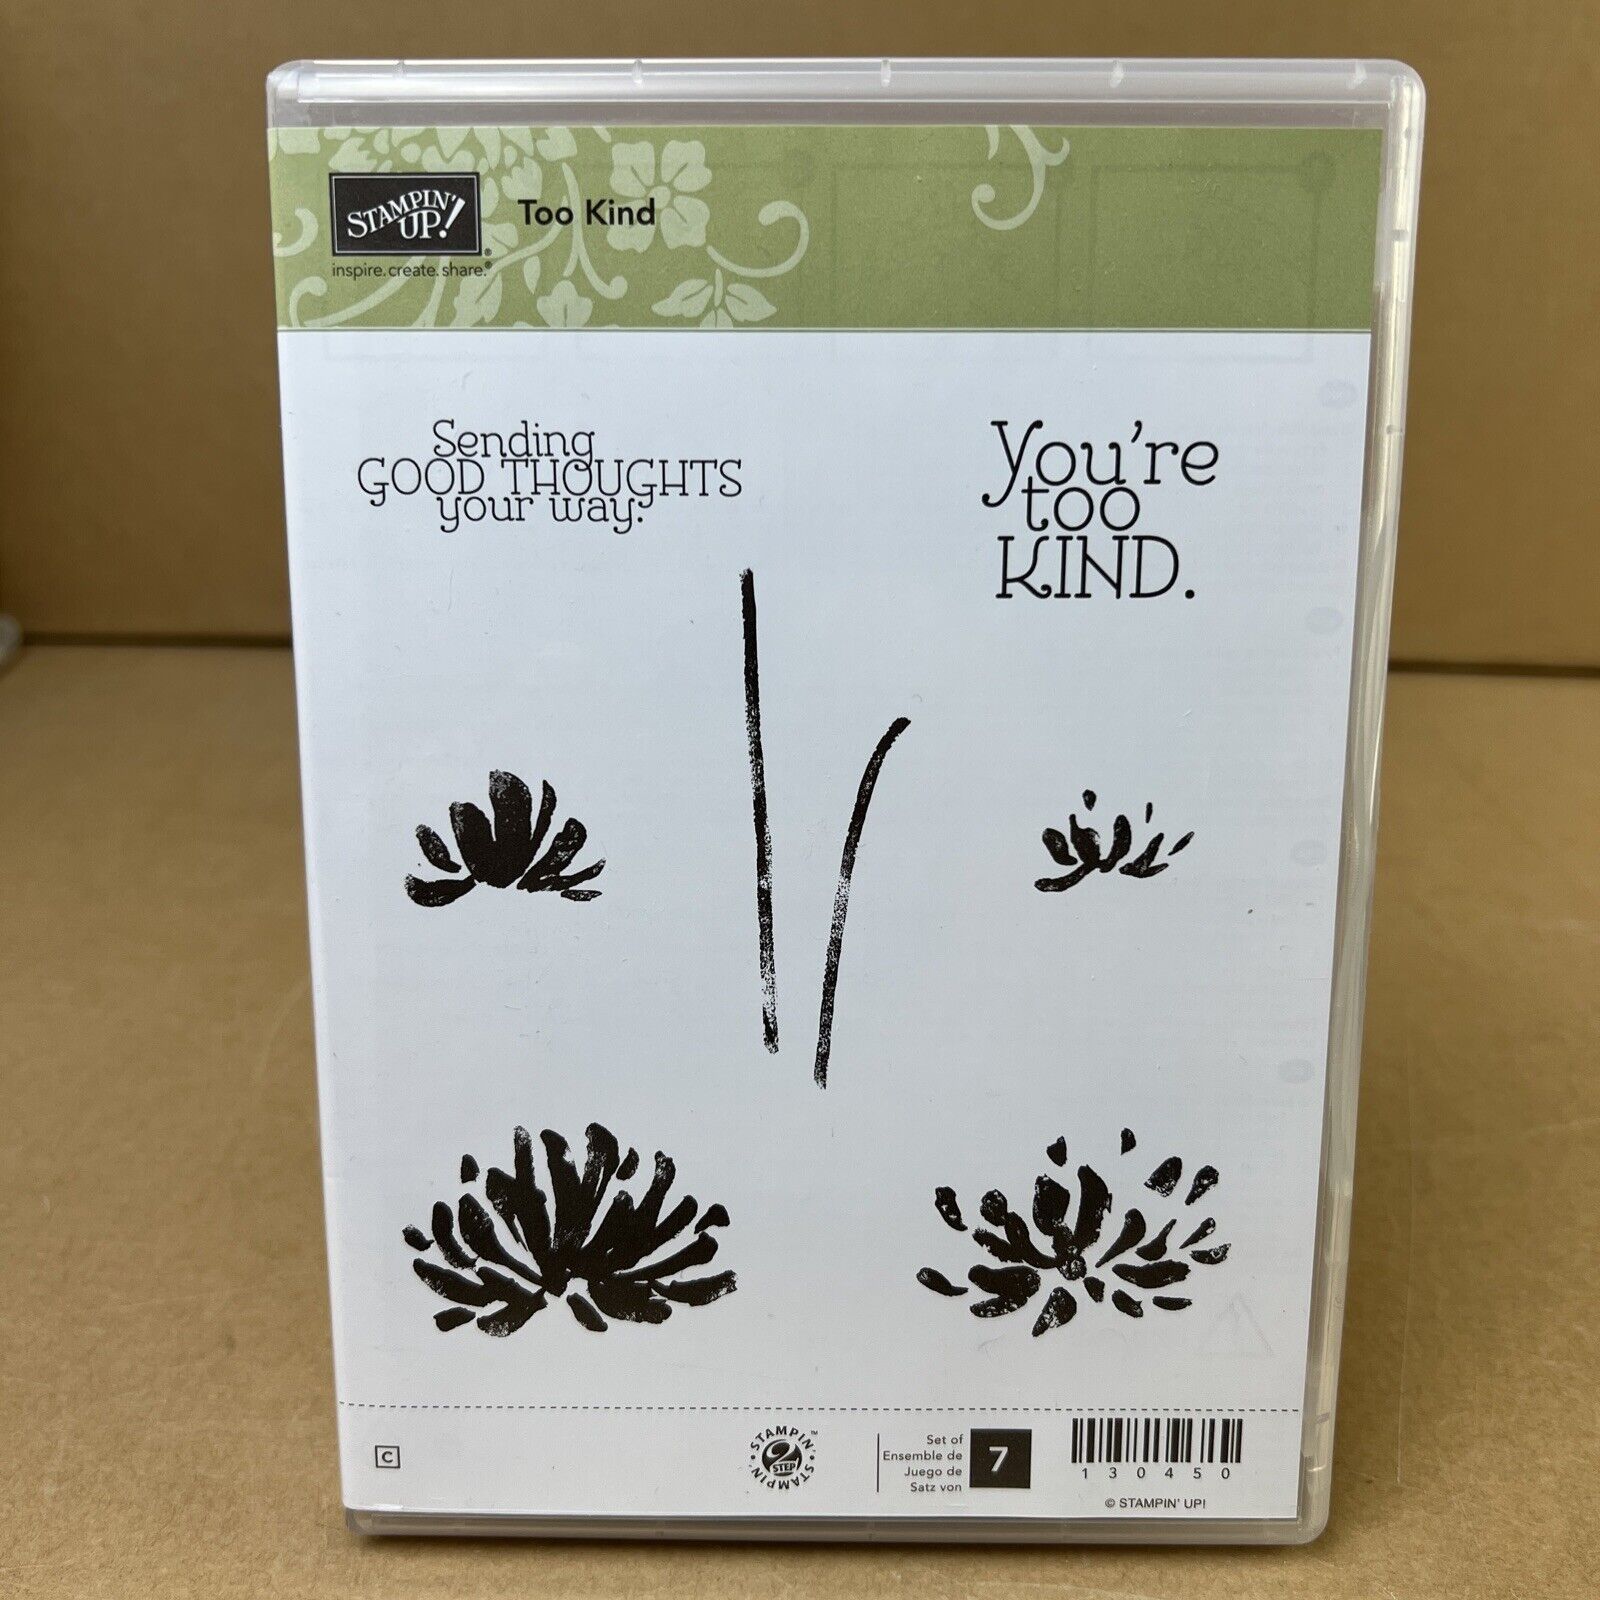 STAMPIN' UP!®
inspire. create. share.®
Too Kind
Sending
GOOD THOUGHTS
your way.
You're
too
KIND.
C
STAMPIN'™
2
STEP
STAMPIN'
Set of
Ensemble de
Juego de
Satz von
7
130450
© STAMPIN' UP!